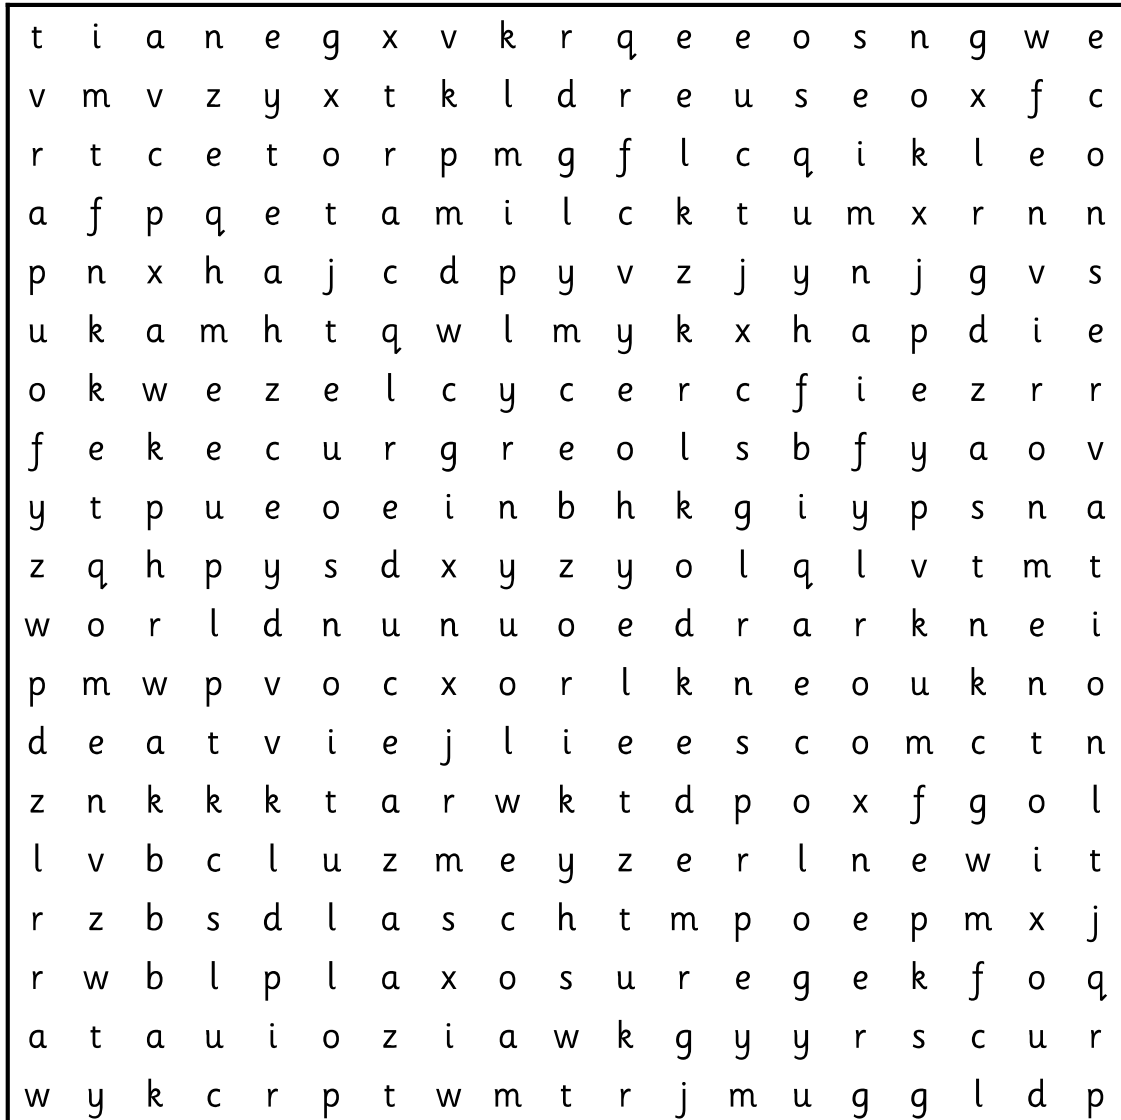 t i a n e g x v k r q e e o s n g w e
v m v z y x t k l d r e u s e o x f c
r t c e t o r p m g f l c q i k l e o
a f p q e t a m i l c k t u m x r n n
p n x h a j c d p y v z j y n j g v s
u k a m h t q w l m y k x h a p d i e
o k w e z e l c y c e r c f i e z r r
f e k e c u r g r e o l s b f y a o v
y t p u e o e i n b h k g i y p s n a
z q h p y s d x y z y o l q l v t m t
w o r l d n u n u o e d r a r k n e i
p m w p v o c x o r l k n e o u k n o
d e a t v i e j l i e e s c o m c t n
z n k k k t a r w k t d p o x f g o l
l v b c l u z m e y z e r l n e w i t
r z b s d l a s c h t m p o e p m x j
r w b l p l a x o s u r e g e k f o q
a t a u i o z i a w k g y y r s c u r
w y k c r p t w m t r j m u g g l d p